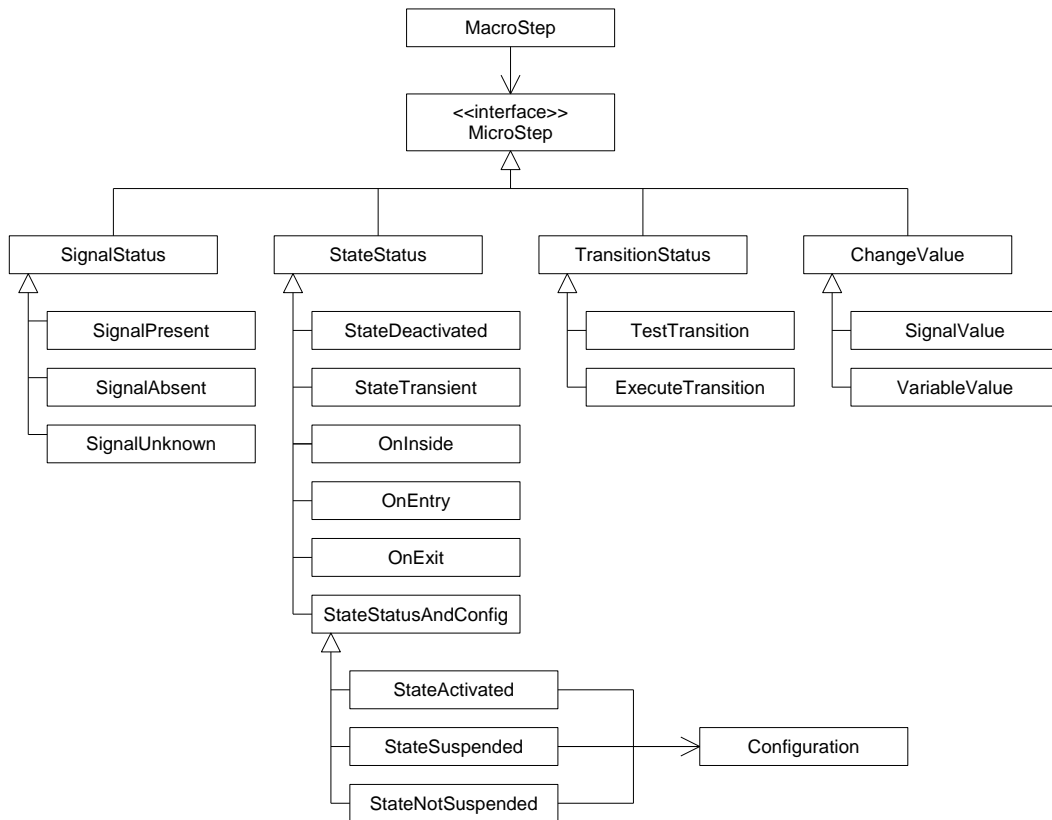 MacroStep
<<interface>>
MicroStep
SignalStatus
StateStatus
TransitionStatus
ChangeValue
SignalPresent
SignalAbsent
SignalUnknown
StateDeactivated
StateTransient
OnInside
OnEntry
OnExit
StateStatusAndConfig
TestTransition
ExecuteTransition
SignalValue
VariableValue
StateActivated
StateSuspended
StateNotSuspended
Configuration